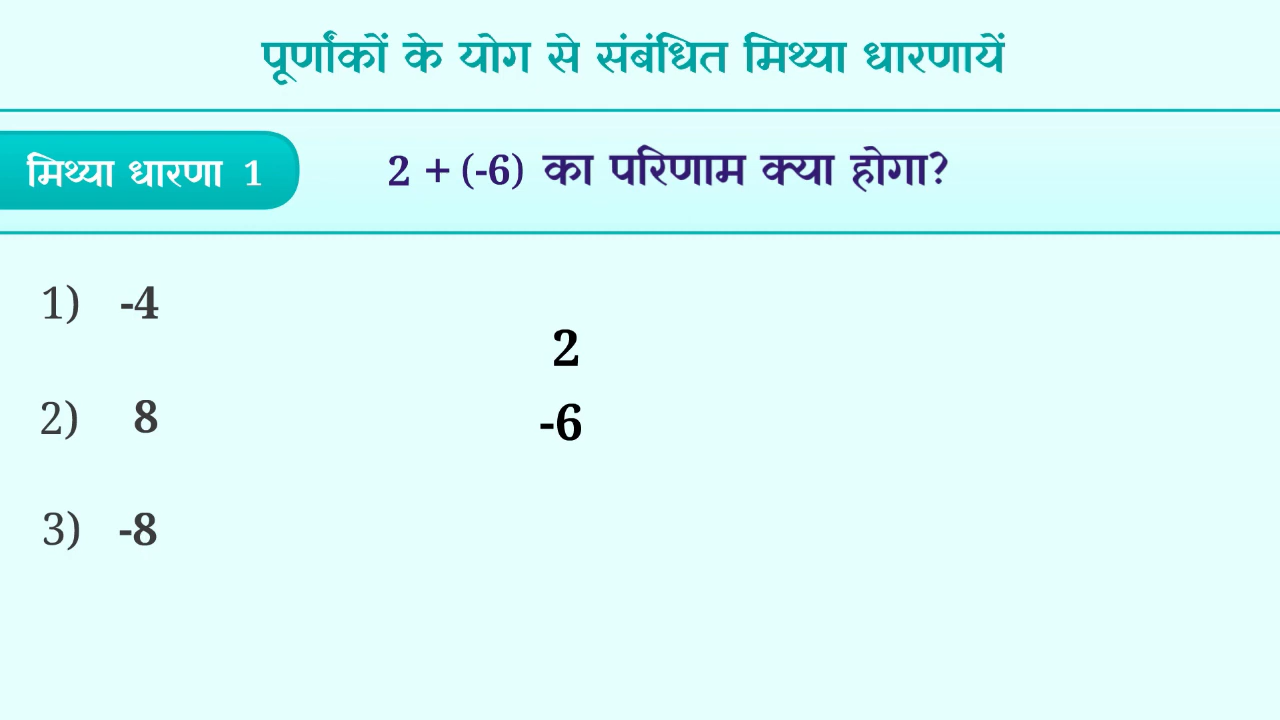 पूर्णांकों के योग से संबंधित मिथ्या धारणायें
मिथ्या धारणा 1
2 + (-6) का परिणाम क्या होगा?
1) -4
2) 8
3) -8
2
-6